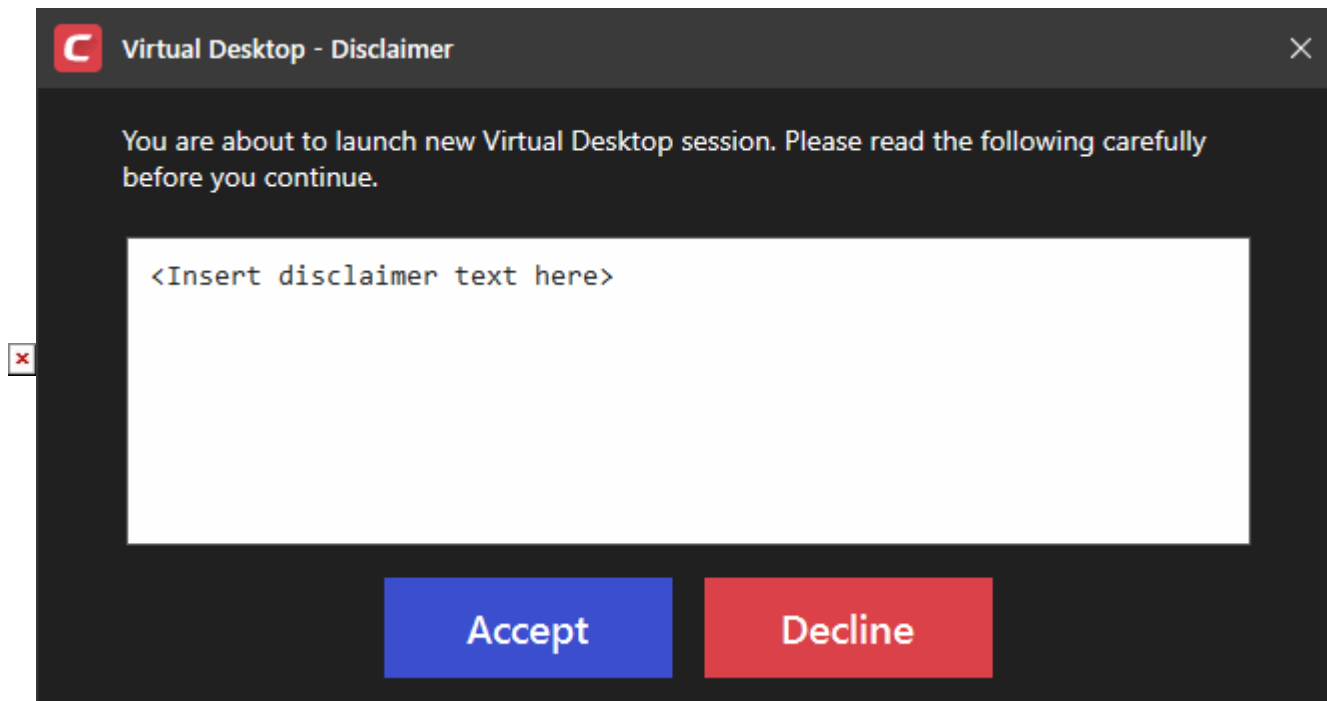 Virtual Desktop - Disclaimer
You are about to launch new Virtual Desktop session. Please read the following carefully
before you continue.
<Insert disclaimer text here>
Accept Decline